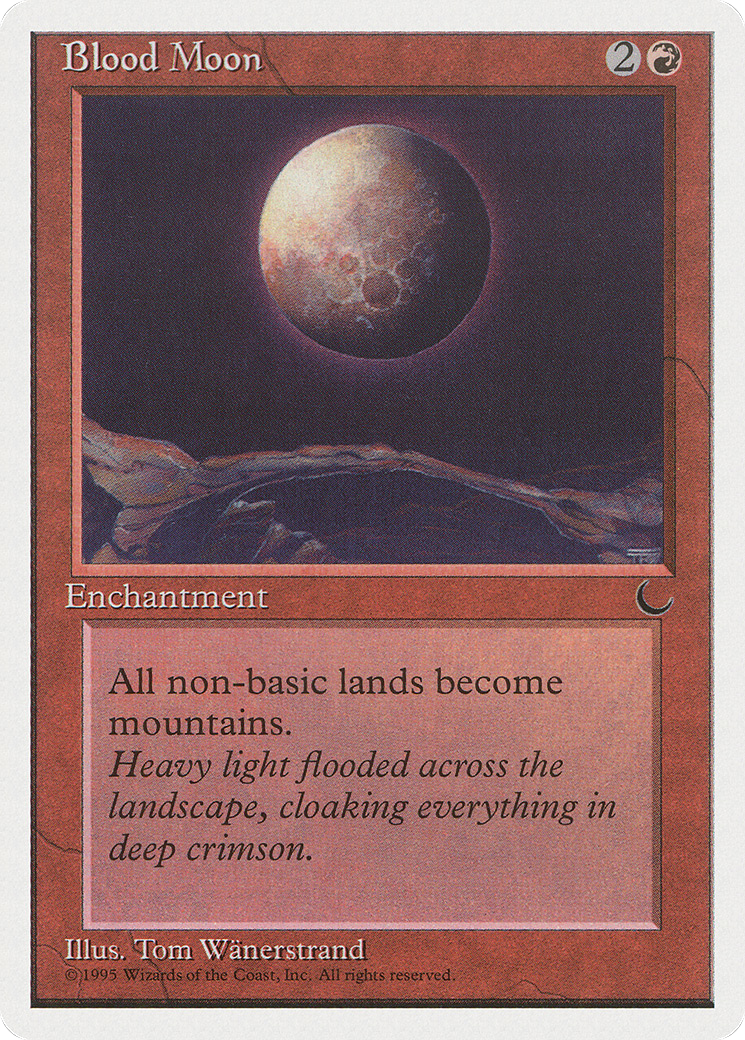 Blood Moon
2
Enchantment
All non-basic lands become
mountains.
Heavy light flooded across the
landscape, cloaking everything in
deep crimson.
Illus. Tom Wänerstrand
©1995 Wizards of the Coast, Inc. All rights reserved.